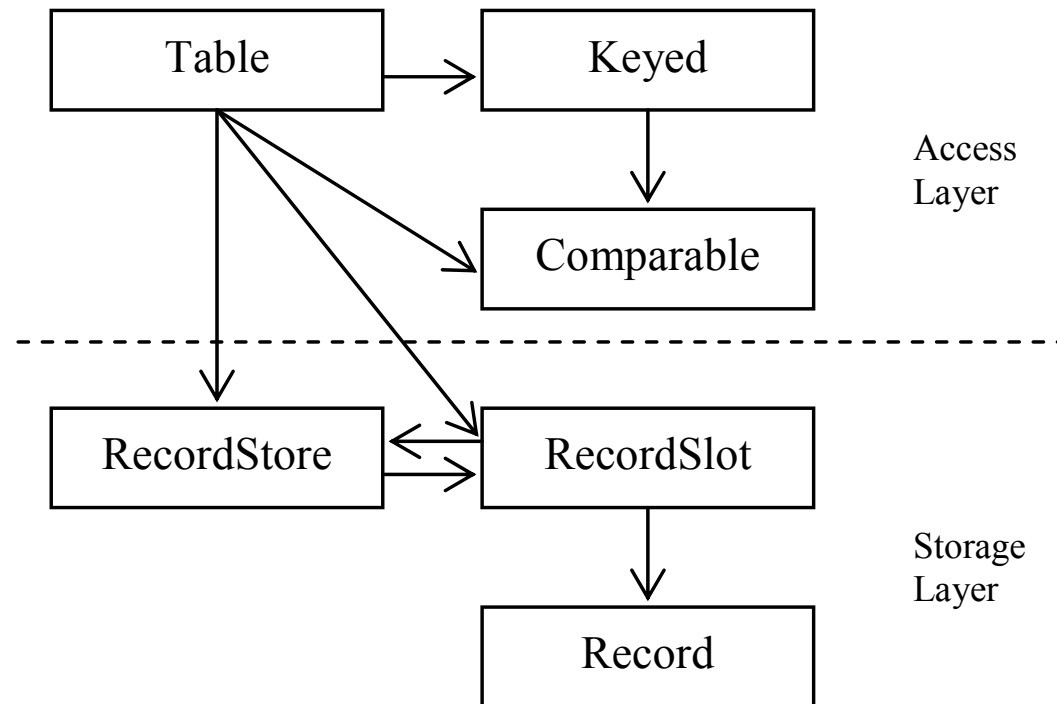 Table
Keyed
Access
Layer
Comparable
RecordStore
RecordSlot
Storage
Layer
Record